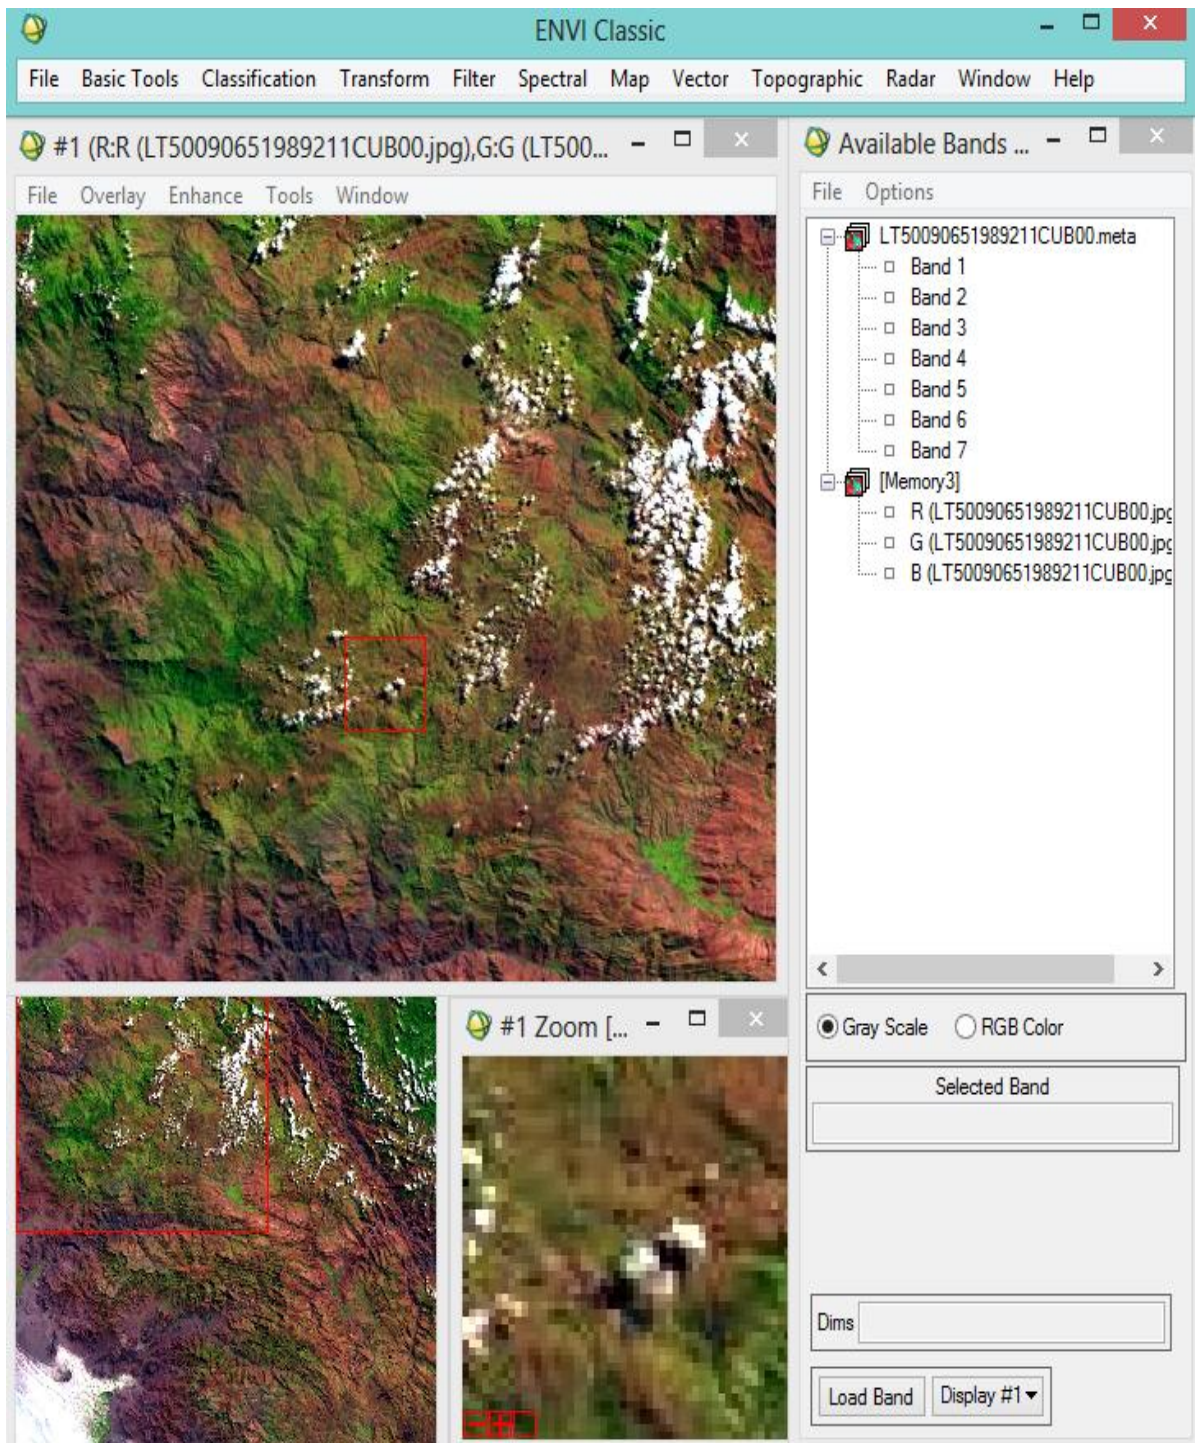 ENVI Classic
File Basic Tools Classification Transform Filter Spectral Map Vector Topographic Radar Window Help
#1 (R:R (LT50090651989211CUB00.jpg),G:G (LT500...
File Overlay Enhance Tools Window
Available Bands ...
File Options
LT50090651989211CUB00.meta
Band 1
Band 2
Band 3
Band 4
Band 5
Band 6
Band 7
[Memory3]
R (LT50090651989211CUB00.jpg
G (LT50090651989211CUB00.jpg
B (LT50090651989211CUB00.jpg
Gray Scale RGB Color
Selected Band
Dims
Load Band Display #1
#1 Zoom [...